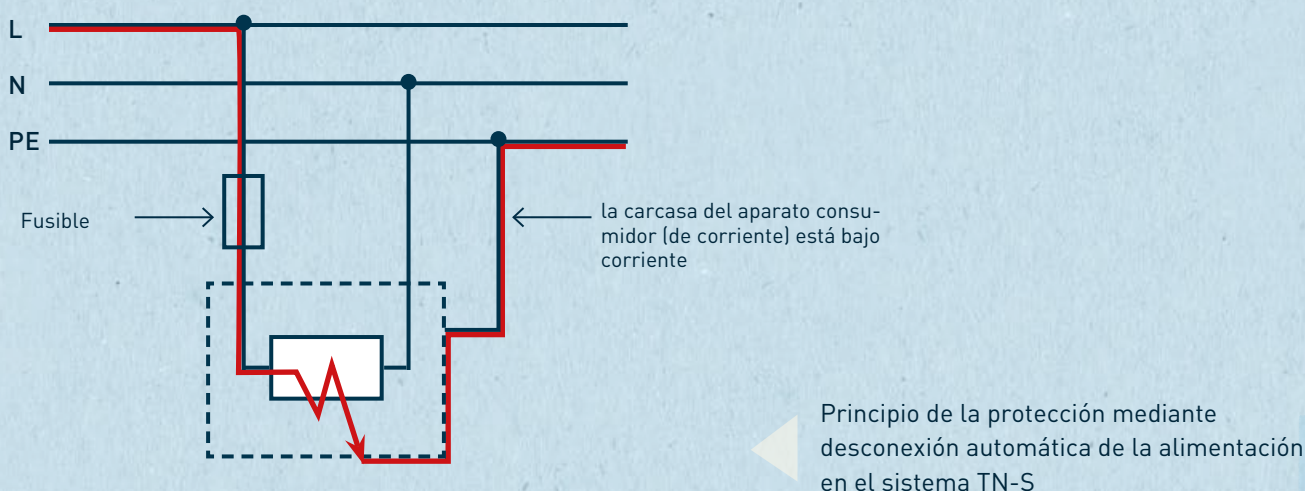 L
N
PE
Fusible
la carcasa del aparato consu-
midor (de corriente) está bajo
corriente
Principio de la protección mediante
desconexión automática de la alimentación
en el sistema TN-S